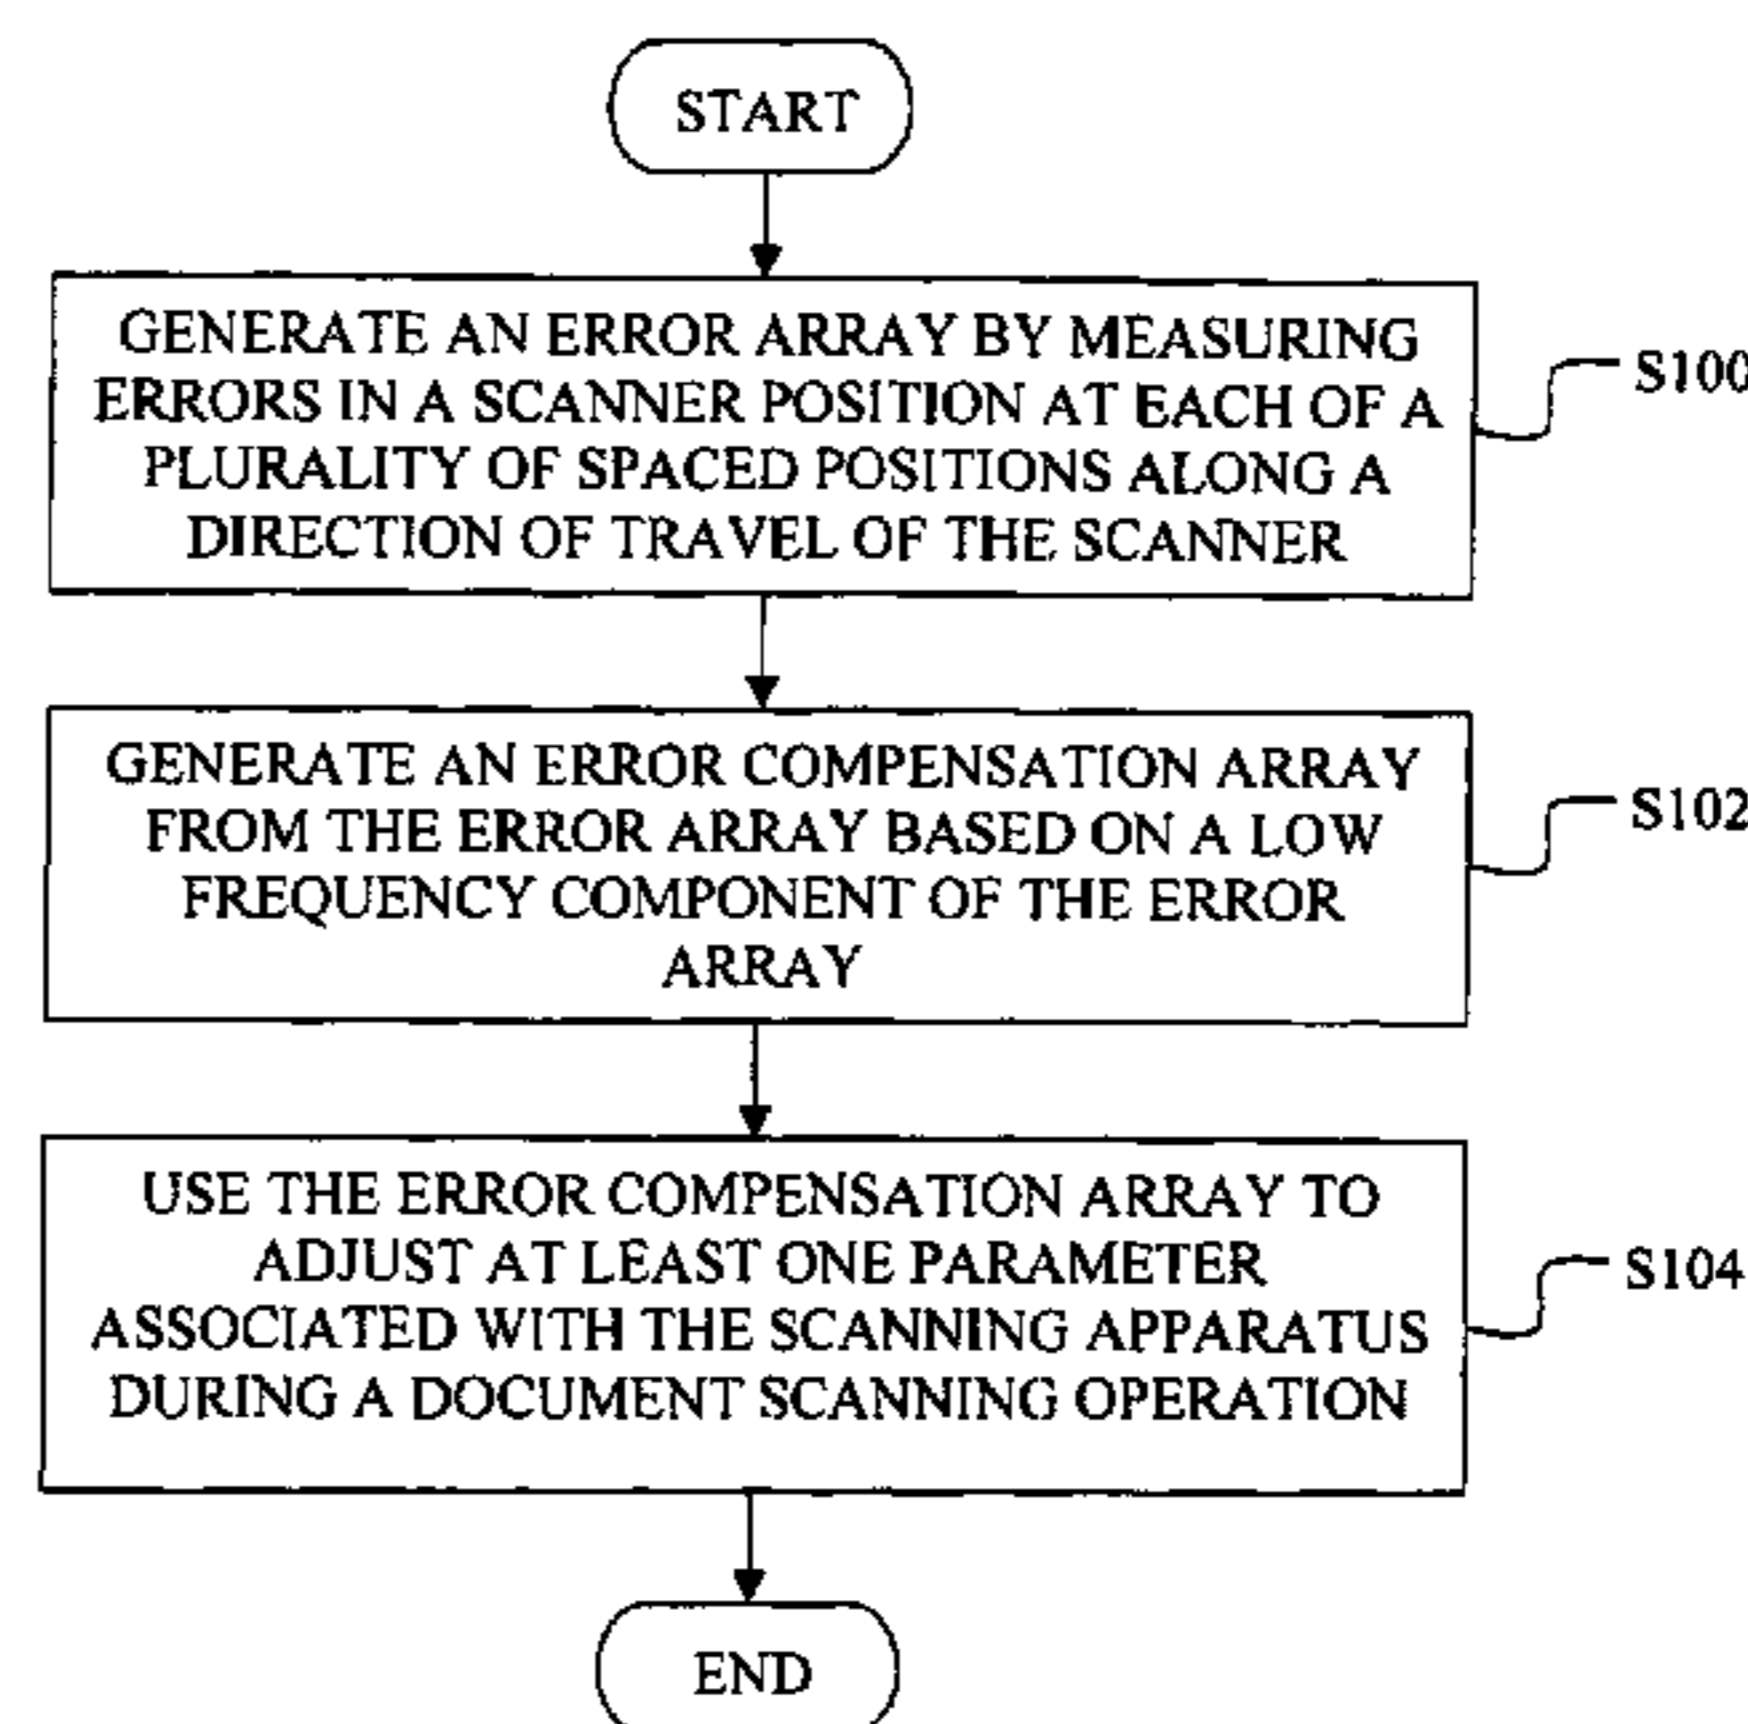 START
GENERATE AN ERROR ARRAY BY MEASURING
ERRORS IN A SCANNER POSITION AT EACH OF A
PLURALITY OF SPACED POSITIONS ALONG A
DIRECTION OF TRAVEL OF THE SCANNER
S100
GENERATE AN ERROR COMPENSATION ARRAY
FROM THE ERROR ARRAY BASED ON A LOW
FREQUENCY COMPONENT OF THE ERROR
ARRAY
S102
USE THE ERROR COMPENSATION ARRAY TO
ADJUST AT LEAST ONE PARAMETER
ASSOCIATED WITH THE SCANNING APPARATUS
DURING A DOCUMENT SCANNING OPERATION
S104
END